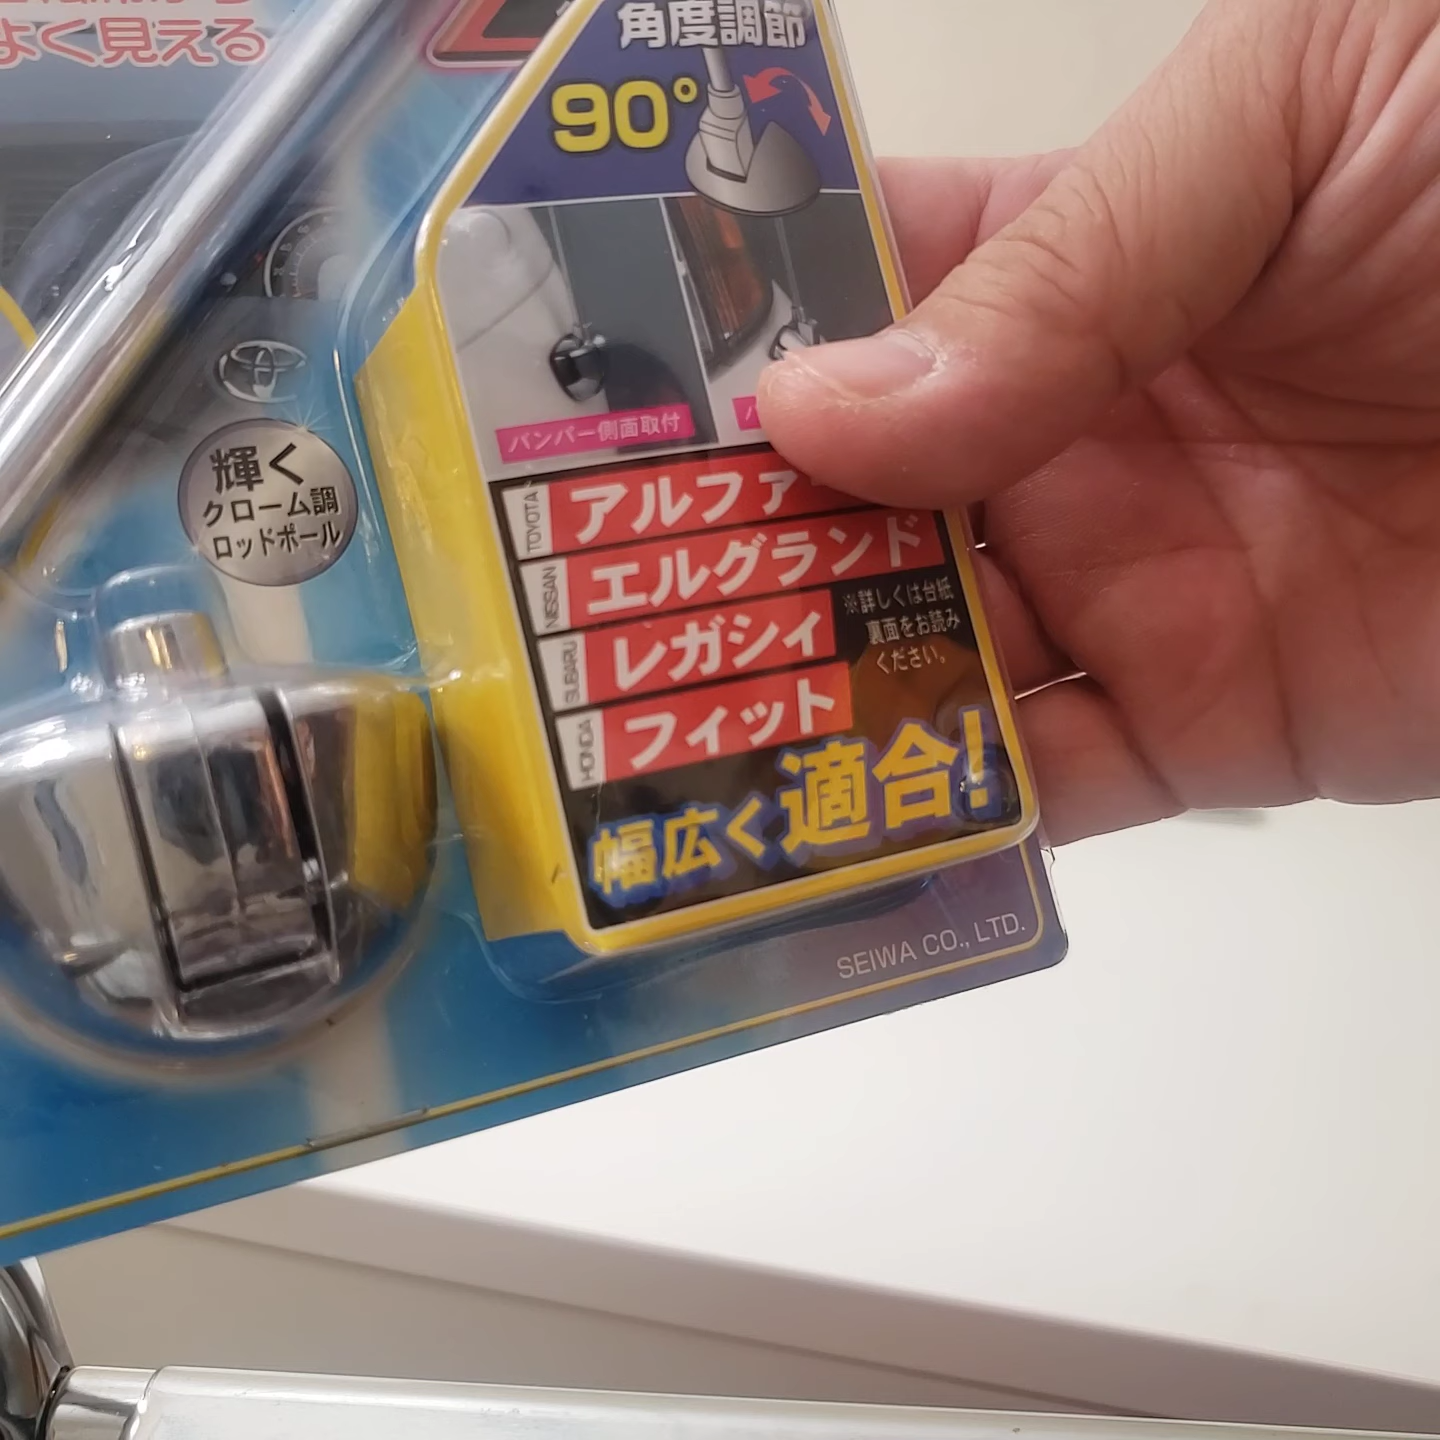 よく見える
角度調節
90°
バンバー側面取付
輝く
クローム調
ロッドポール
TOYOTA アルファ
NISSAN エルグランド
SUBARU レガシィ
HONDA フィット
※詳しくは台紙
裏面をお読み
ください。
幅広く適合!
SEIWA CO., LTD.